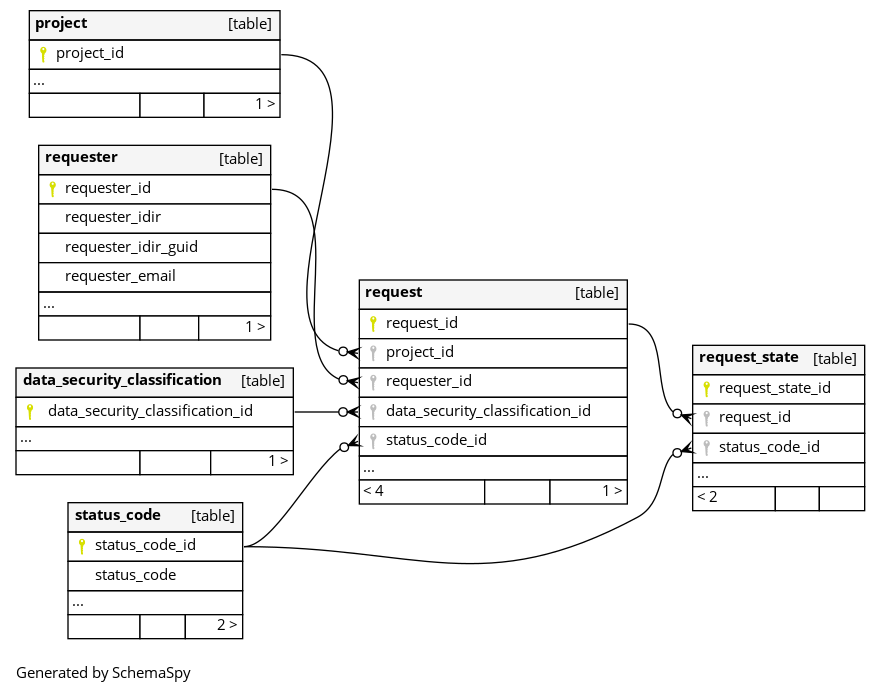 project [table]
project_id
...
1 >
requester [table]
requester_id
requester_idir
requester_idir_guid
requester_email
...
1 >
data_security_classification [table]
data_security_classification_id
...
1 >
status_code [table]
status_code_id
status_code
...
2 >
request [table]
request_id
project_id
requester_id
data_security_classification_id
status_code_id
...
< 4 1 >
request_state [table]
request_state_id
request_id
status_code_id
...
< 2
Generated by SchemaSpy